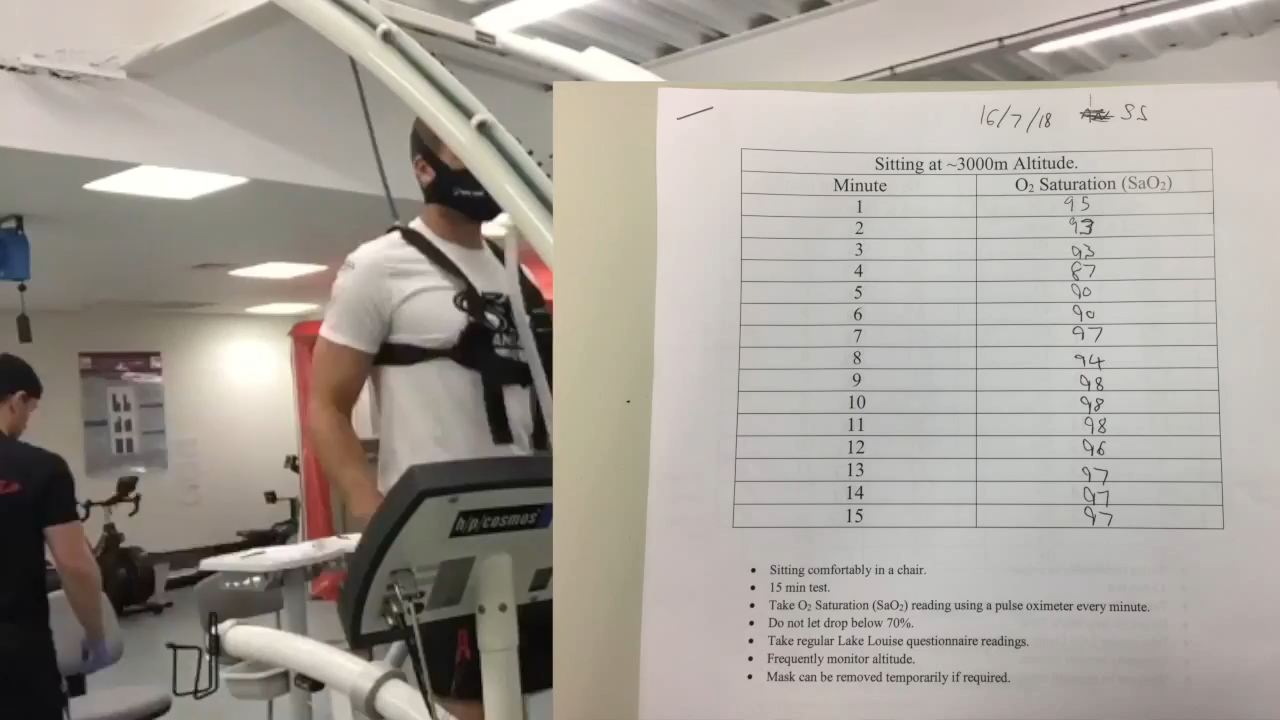 16/7/18 SS
Sitting at ~3000m Altitude.
Minute O₂ Saturation (SaO₂)
1 95
2 93
3 93
4 87
5 90
6 90
7 97
8 94
9 98
10 98
11 98
12 96
13 97
14 97
15 97
• Sitting comfortably in a chair.
• 15 min test.
• Take O₂ Saturation (SaO₂) reading using a pulse oximeter every minute.
• Do not let drop below 70%.
• Take regular Lake Louise questionnaire readings.
• Frequently monitor altitude.
• Mask can be removed temporarily if required.
h/p/cosmos